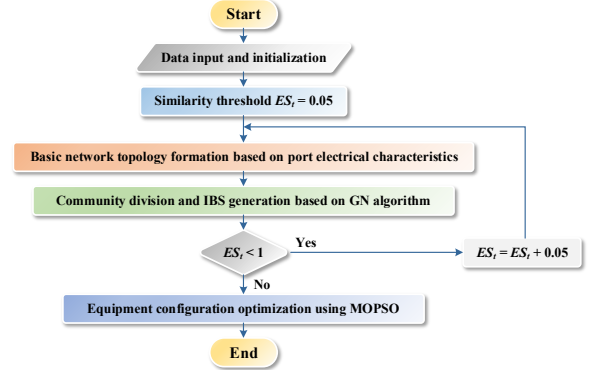 Start
Data input and initialization
Similarity threshold ESₜ = 0.05
Basic network topology formation based on port electrical characteristics
Community division and IBS generation based on GN algorithm
ESₜ < 1
Yes
ESₜ = ESₜ + 0.05
No
Equipment configuration optimization using MOPSO
End